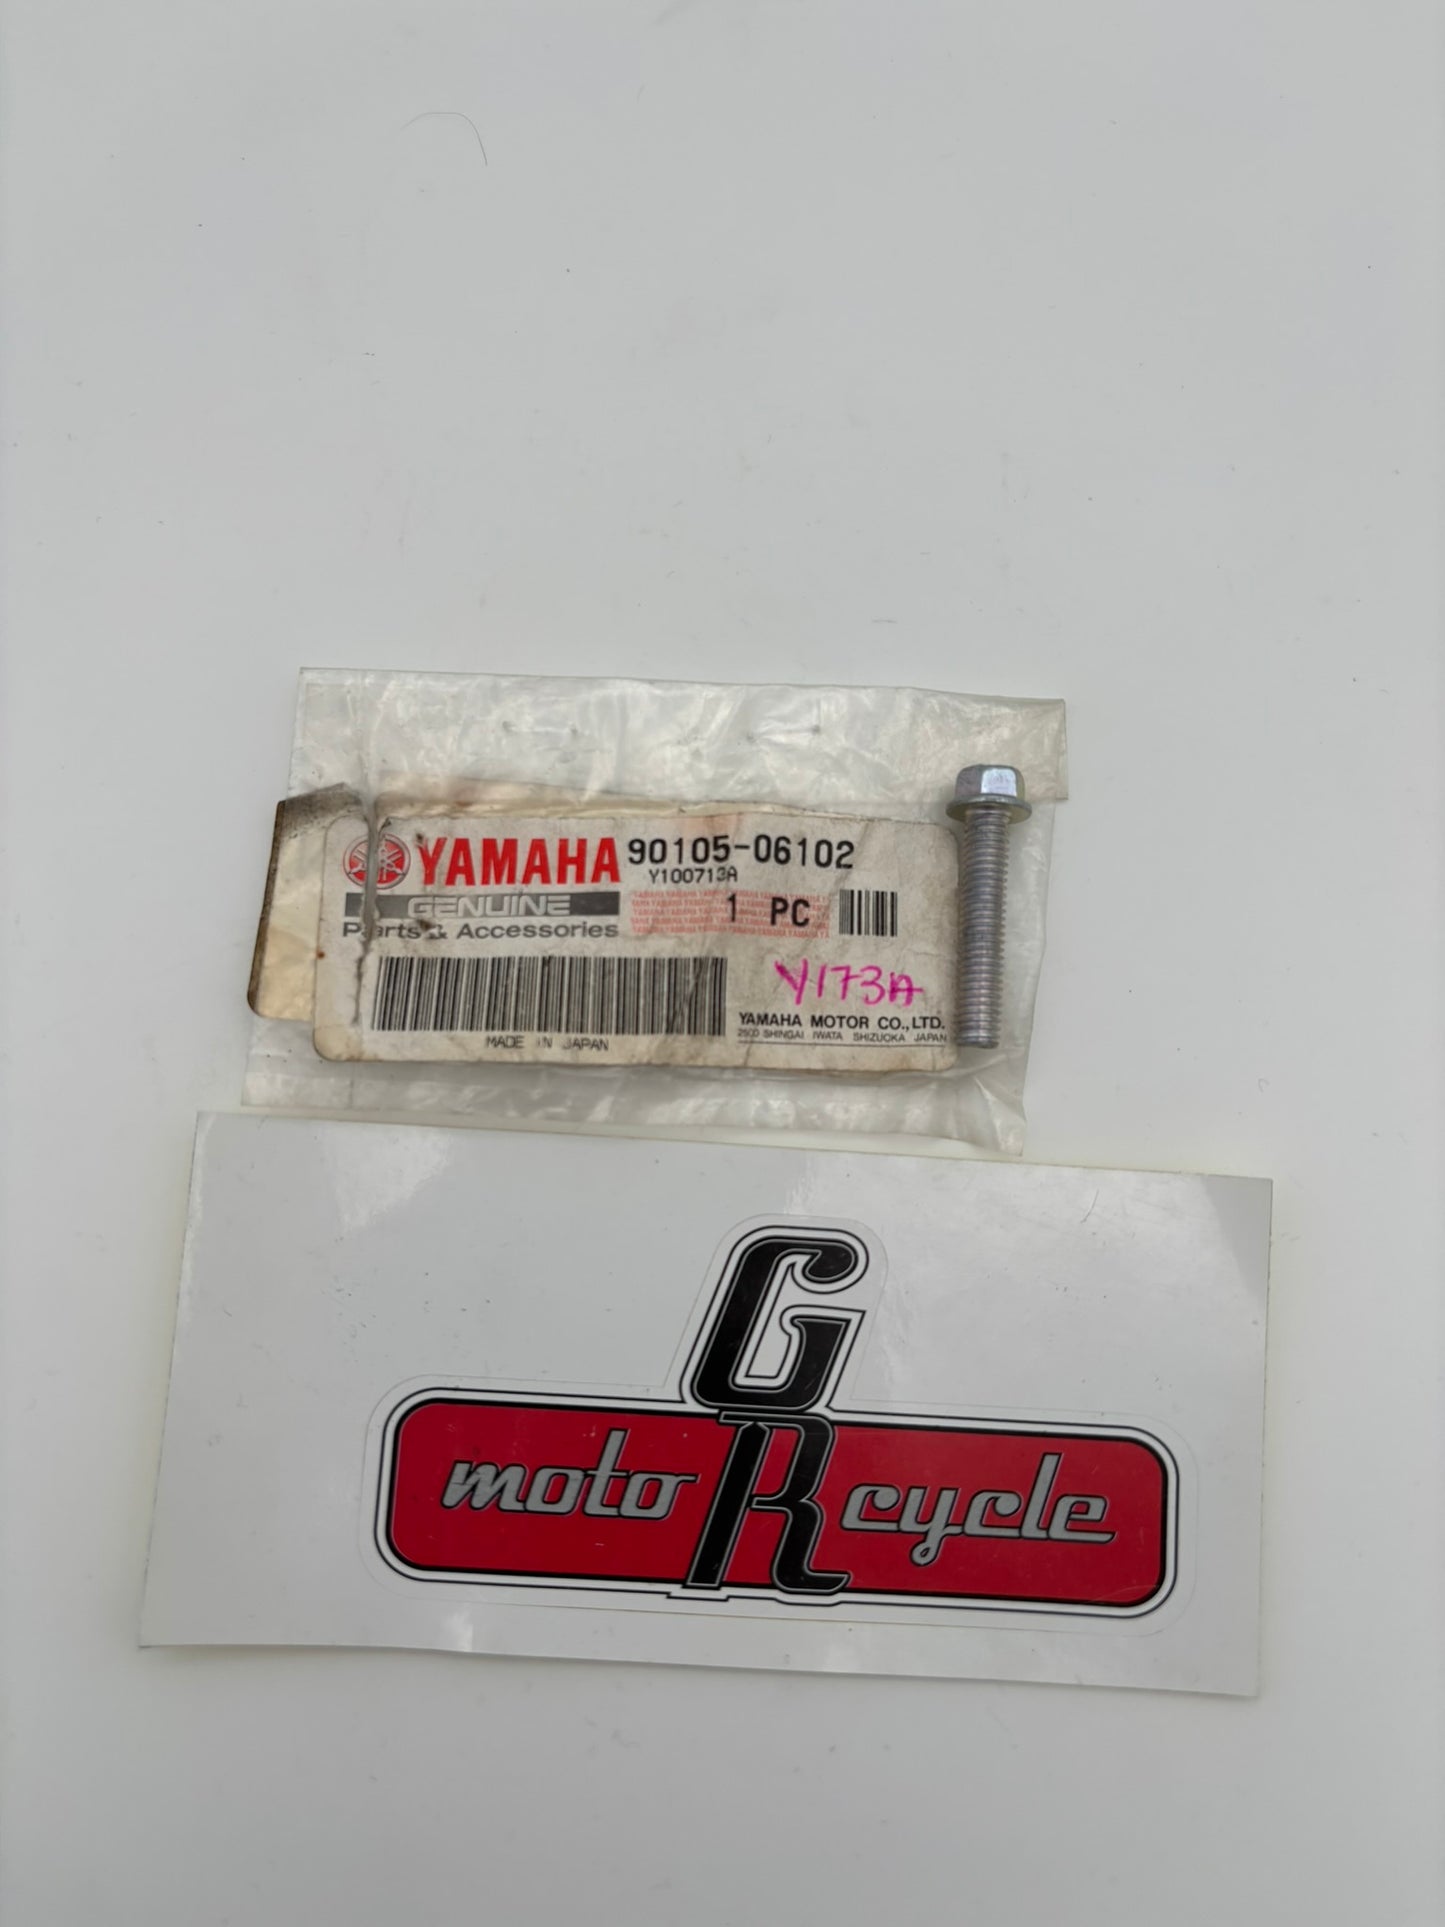 YAMAHA 90105-06102
Y100713A
GENUINE
Parts & Accessories
1 PC
Y173A
YAMAHA MOTOR CO.,LTD.
2500 SHINGAI IWATA SHIZUOKA JAPAN
MADE IN JAPAN
GR
moto cycle